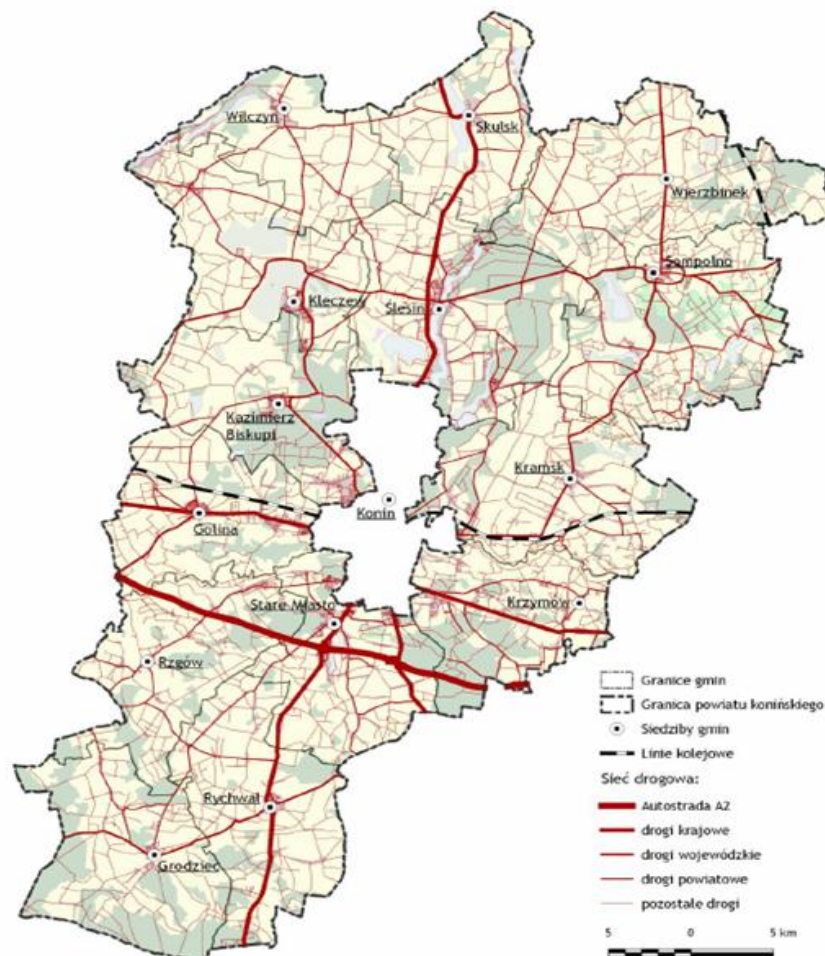 Wilczyn
Skulsk
Wierzbinek
Sompolno
Kleczew
Ślesin
Kazimierz
Biskupi
Kramsk
Konin
Golina
Stare Miasto
Krzymów
Rzgów
Rychwał
Grodziec
Granice gmin
Granica powiatu konińskiego
Siedziby gmin
Linie kolejowe
Sieć drogowa:
Autostrada A2
drogi krajowe
drogi wojewódzkie
drogi powiatowe
pozostałe drogi
5 0 5 km